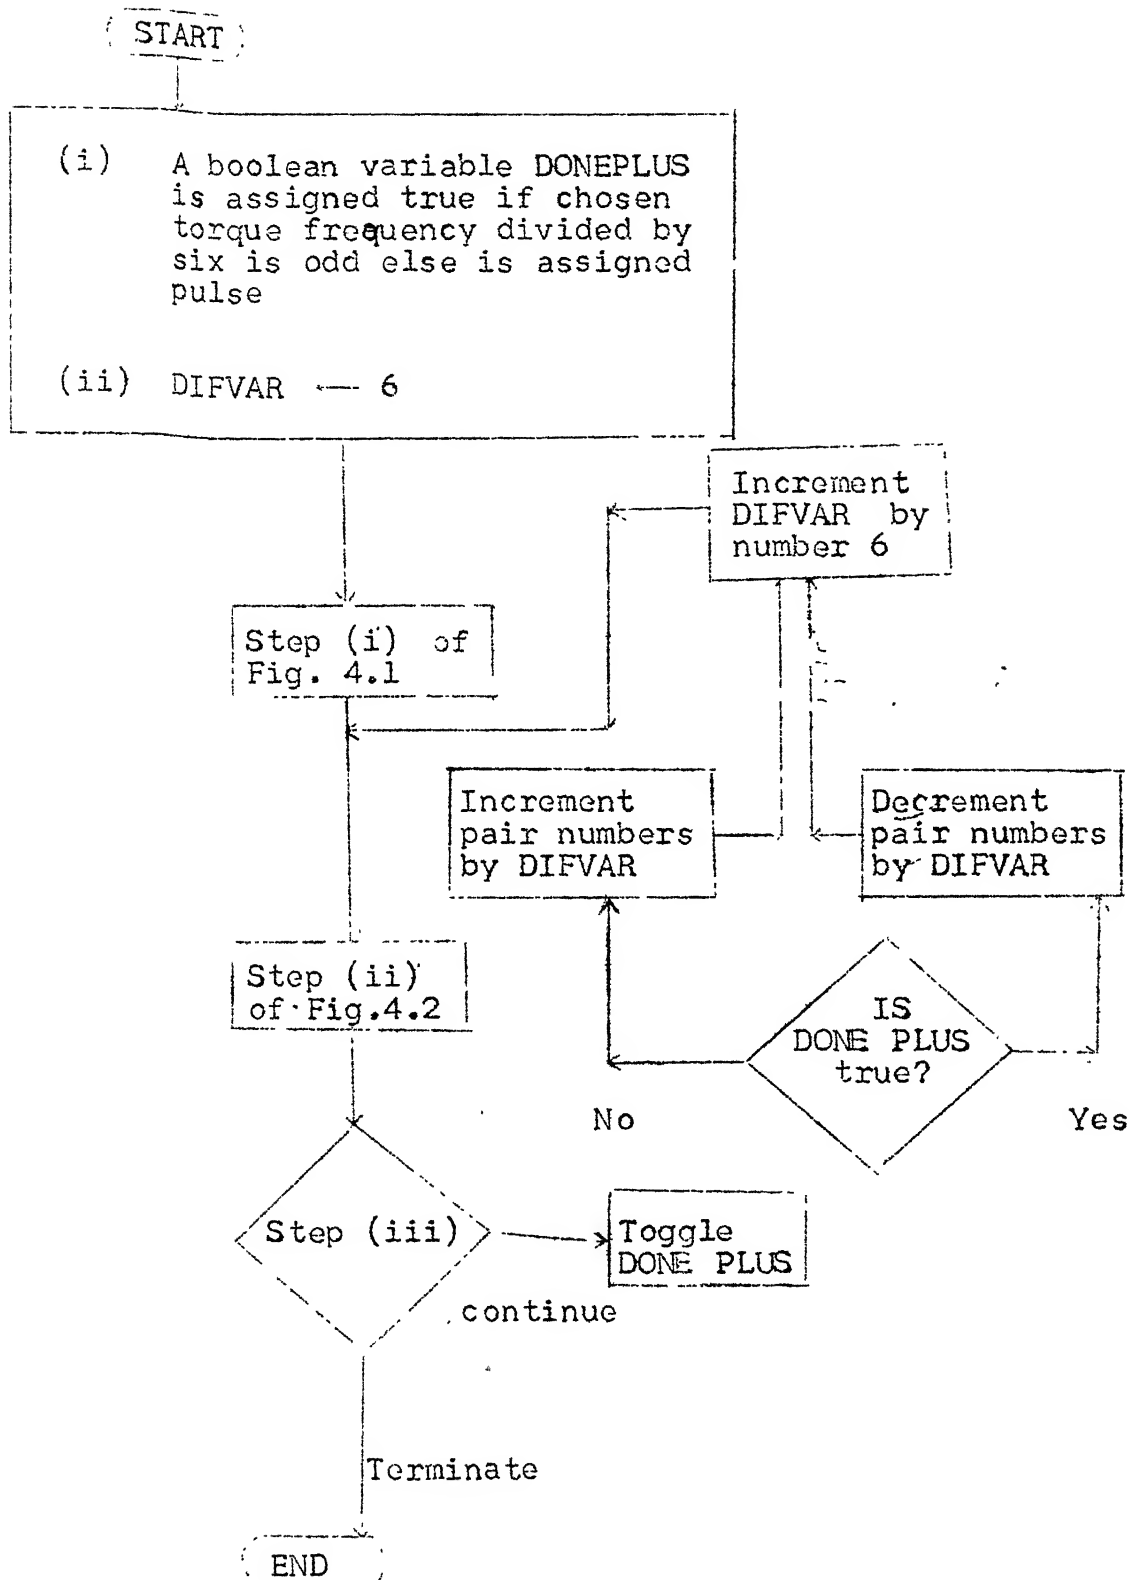 START
(i) A boolean variable DONEPLUS
is assigned true if chosen
torque frequency divided by
six is odd else is assigned
pulse
(ii) DIFVAR ← 6
Increment
DIFVAR by
number 6
Step (i) of
Fig. 4.1
Increment
pair numbers
by DIFVAR
Decrement
pair numbers
by DIFVAR
Step (ii)
of Fig.4.2
IS
DONE PLUS
true?
No
Yes
Step (iii)
Toggle
DONE PLUS
continue
Terminate
END